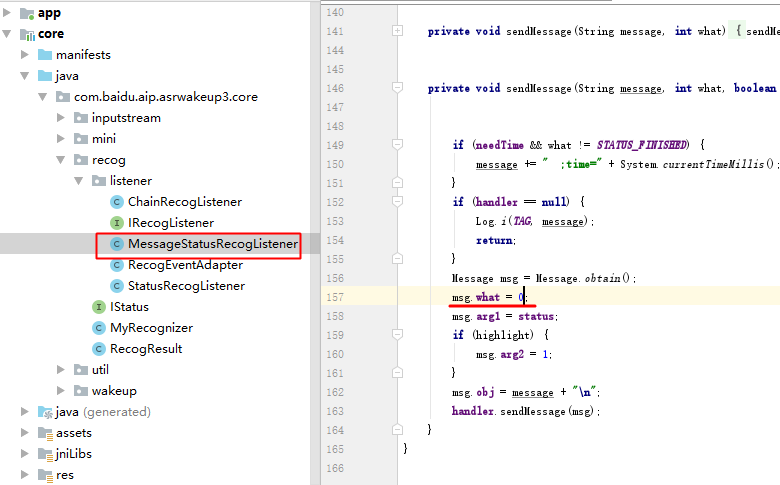 app
core
manifests
java
com.baidu.aip.asrwakeup3.core
inputstream
mini
recog
listener
ChainRecogListener
IRecogListener
MessageStatusRecogListener
RecogEventAdapter
StatusRecogListener
IStatus
MyRecognizer
RecogResult
util
wakeup
java (generated)
assets
jniLibs
res
140
141 private void sendMessage(String message, int what) { sendMe
144
145
146 private void sendMessage(String message, int what, boolean
147
148
149 if (needTime && what != STATUS_FINISHED) {
150 message += " ;time=" + System.currentTimeMillis();
151 }
152 if (handler == null) {
153 Log.i(TAG, message);
154 return;
155 }
156 Message msg = Message.obtain();
157 msg.what = 0;
158 msg.arg1 = status;
159 if (highlight) {
160 msg.arg2 = 1;
161 }
162 msg.obj = message + "\n";
163 handler.sendMessage(msg);
164 }
165 }
166